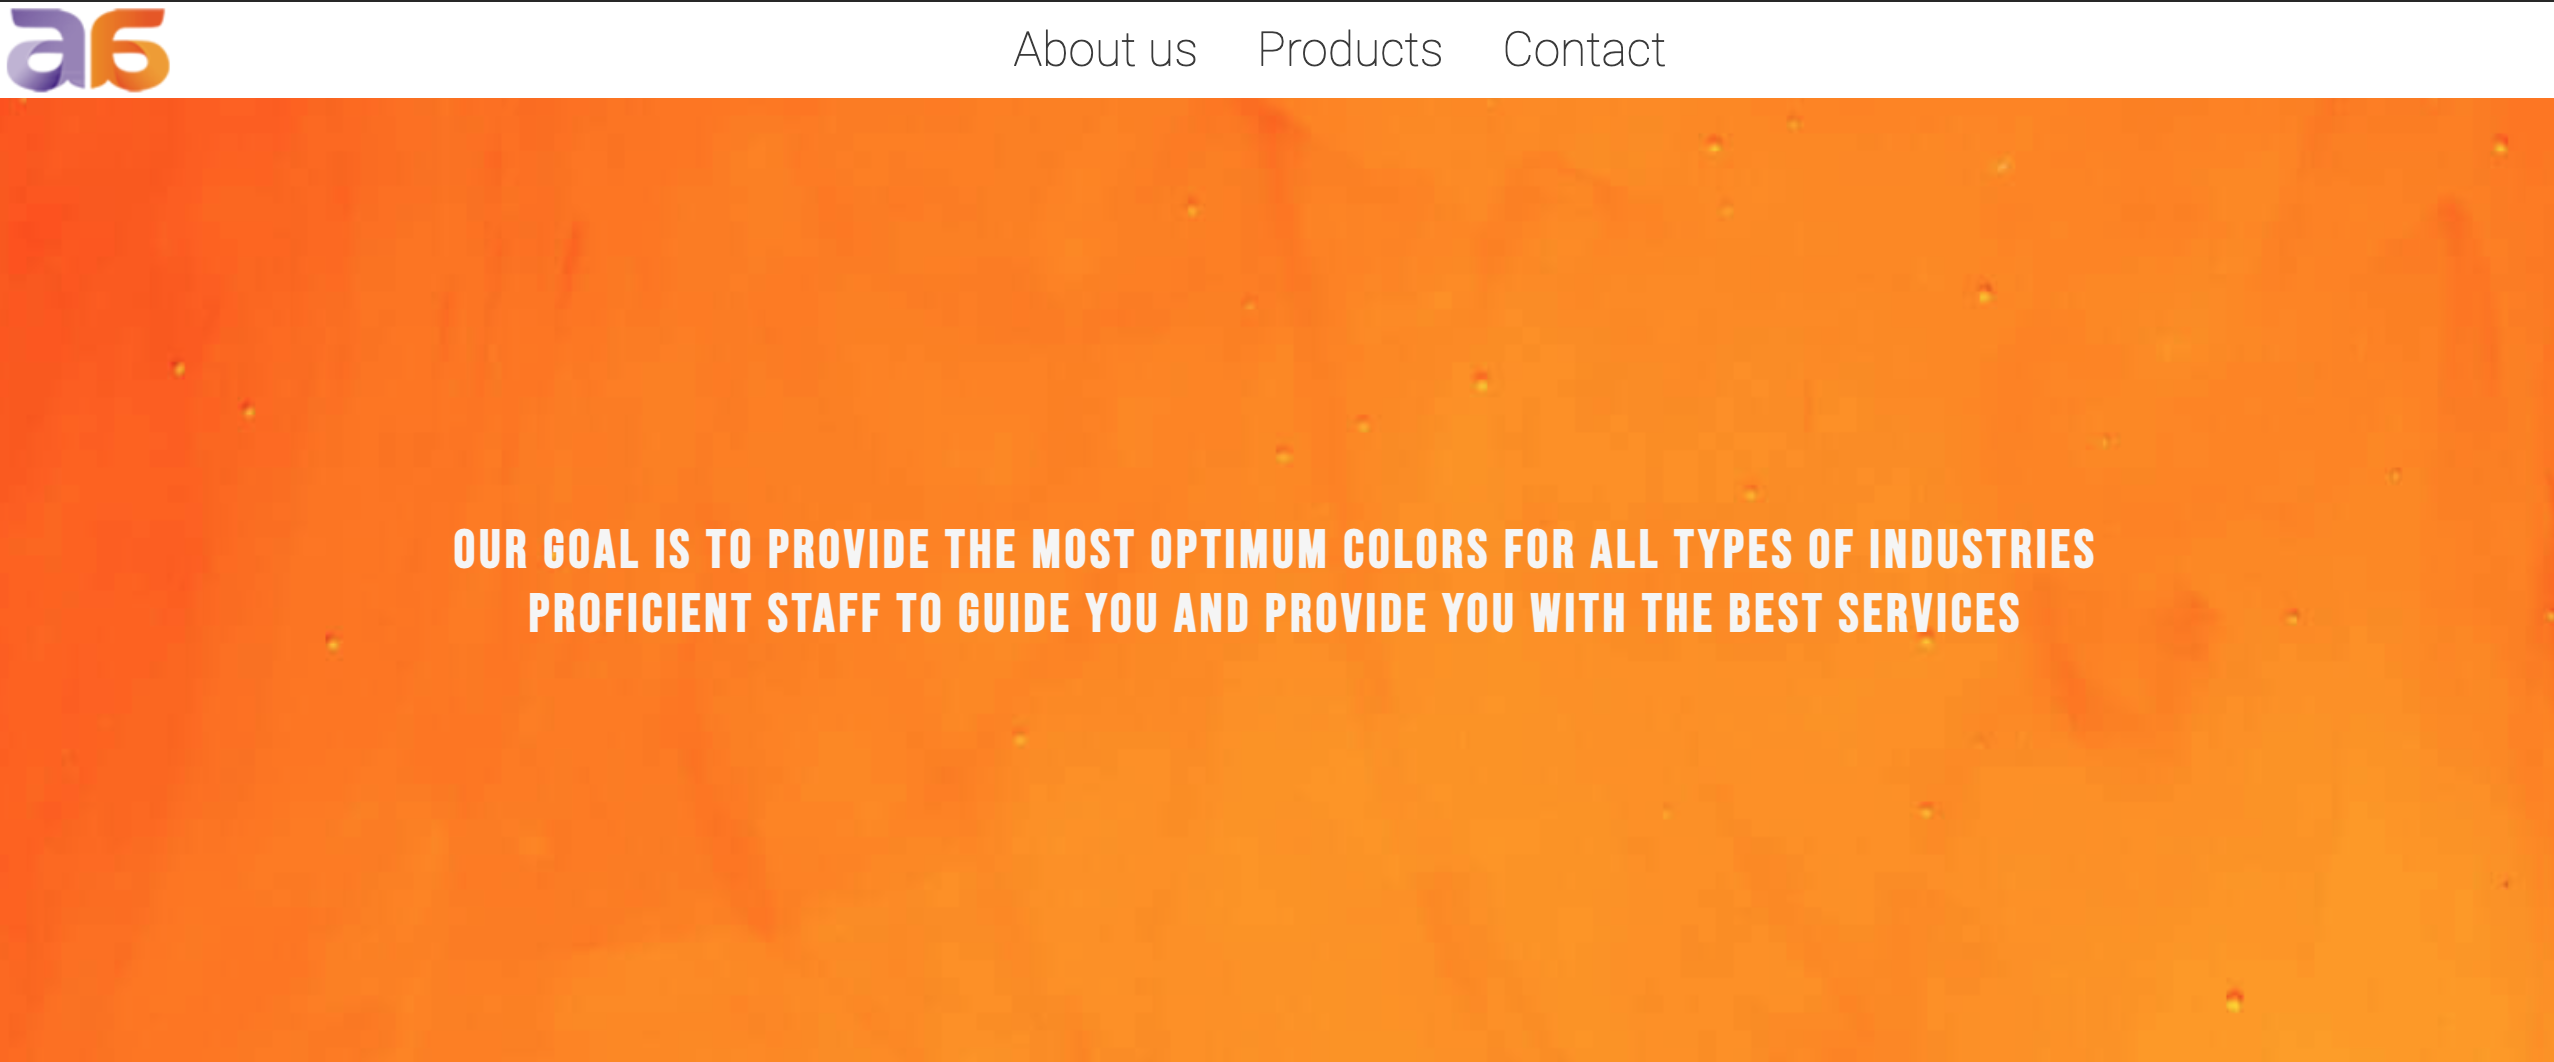 About us Products Contact
OUR GOAL IS TO PROVIDE THE MOST OPTIMUM COLORS FOR ALL TYPES OF INDUSTRIES
PROFICIENT STAFF TO GUIDE YOU AND PROVIDE YOU WITH THE BEST SERVICES